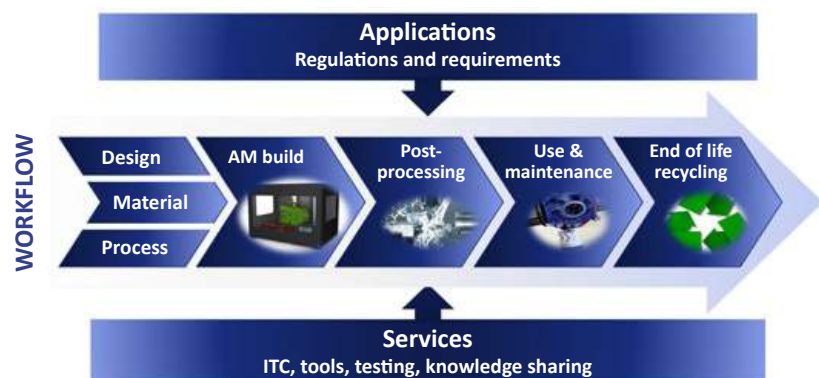 Applications
Regulations and requirements
WORKFLOW
Design
Material
Process
AM build
Post-
processing
Use &
maintenance
End of life
recycling
Services
ITC, tools, testing, knowledge sharing